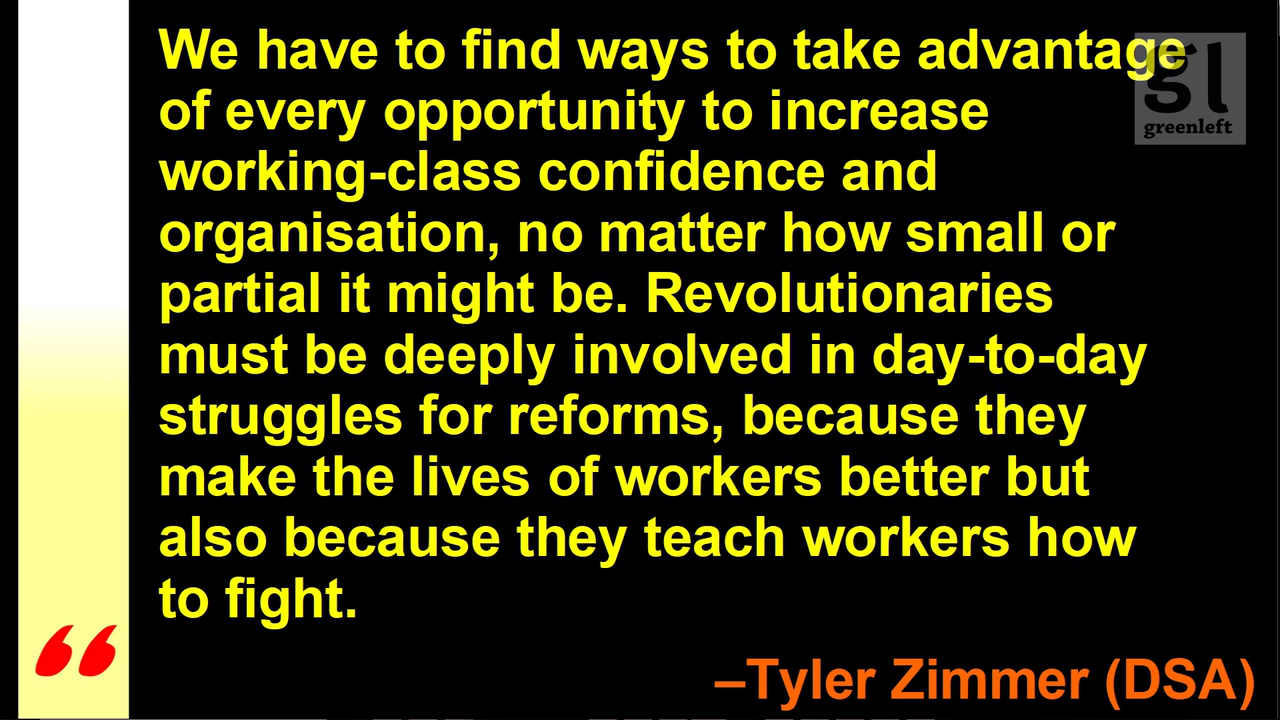 We have to find ways to take advantage
of every opportunity to increase
working-class confidence and
organisation, no matter how small or
partial it might be. Revolutionaries
must be deeply involved in day-to-day
struggles for reforms, because they
make the lives of workers better but
also because they teach workers how
to fight.
–Tyler Zimmer (DSA)
gl
greenleft
“